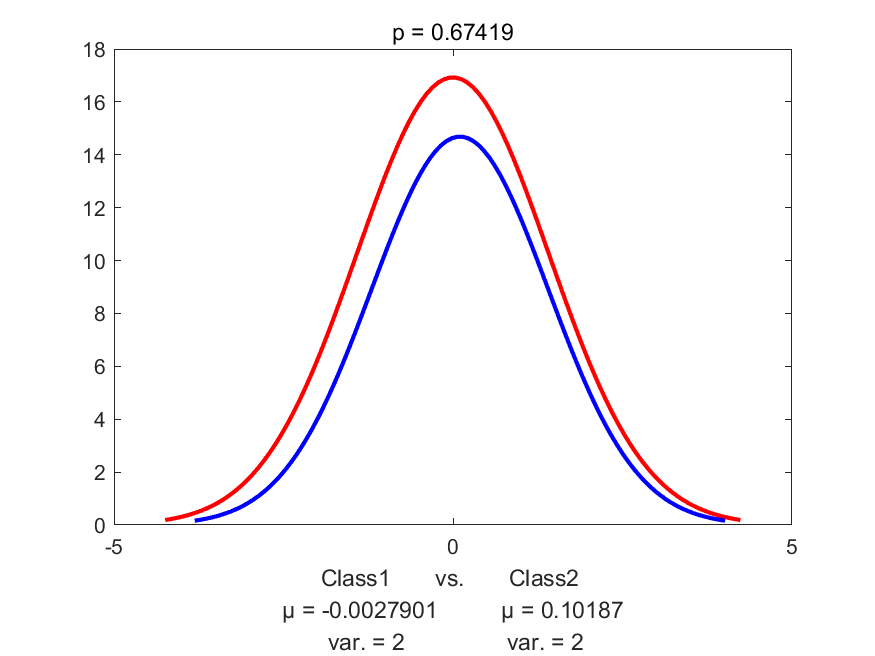 p = 0.67419
18
16
14
12
10
8
6
4
2
0
-5 0 5
Class1 vs. Class2
μ = -0.0027901 μ = 0.10187
var. = 2 var. = 2